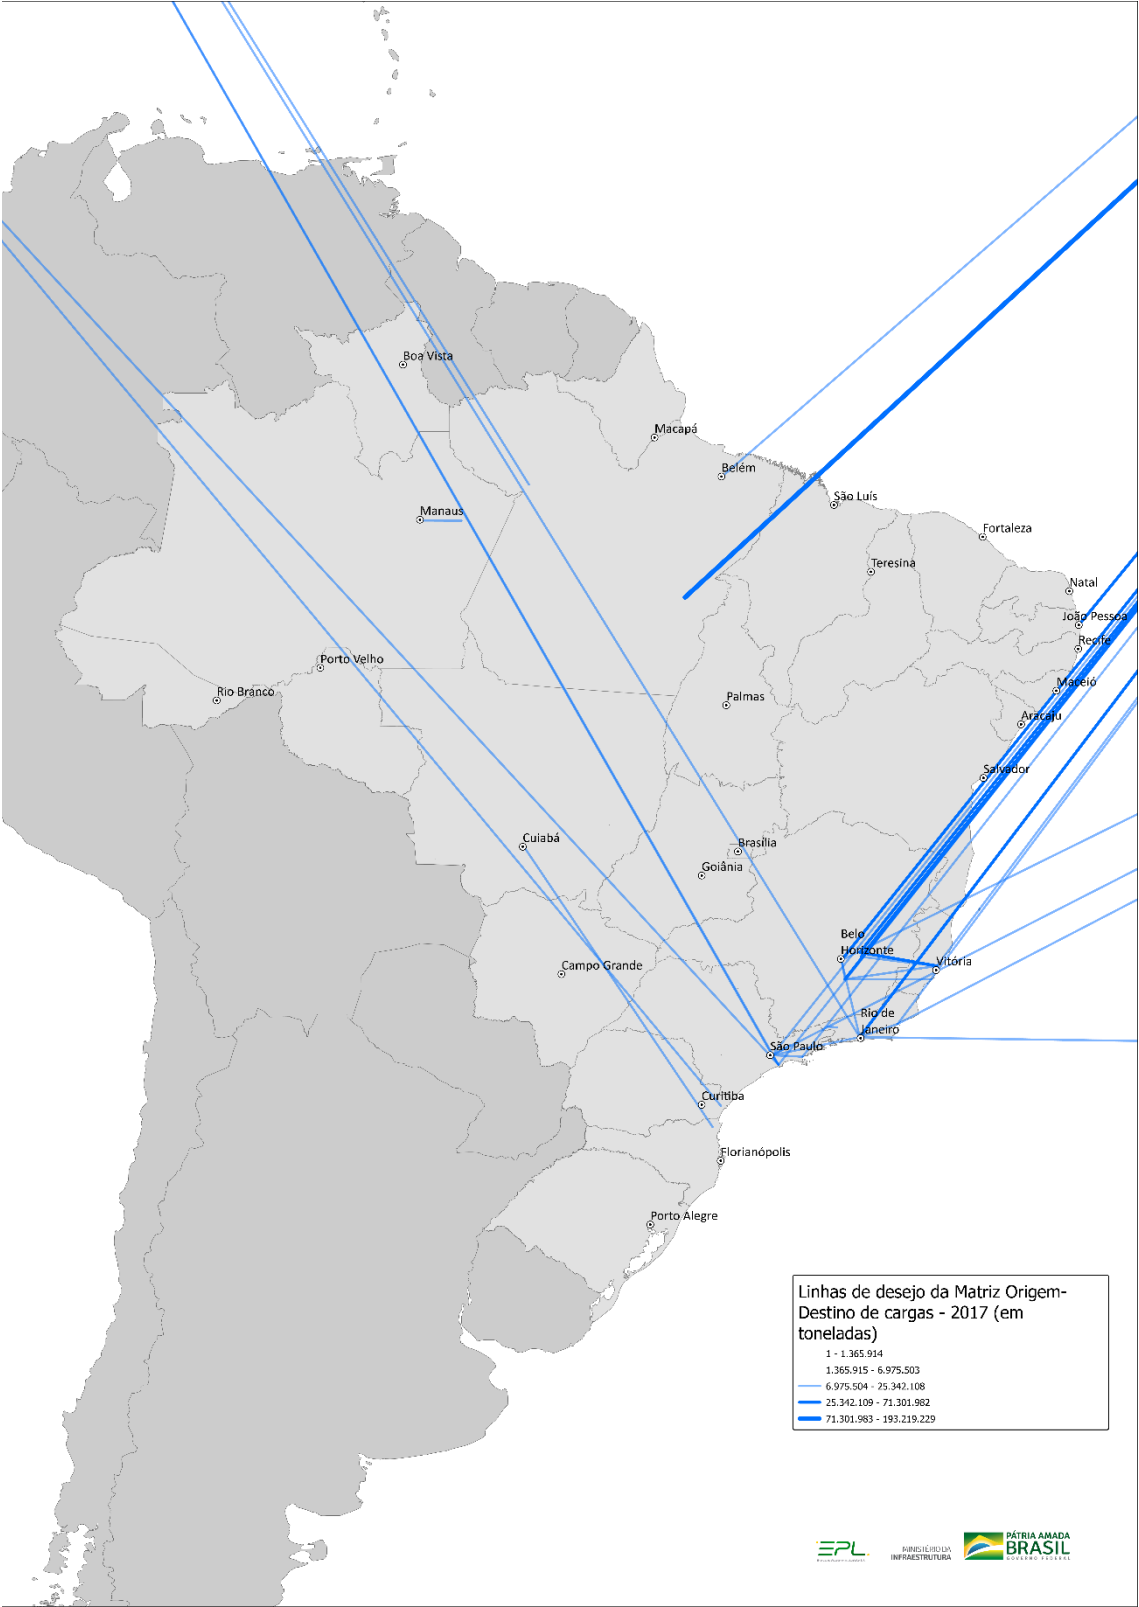 Boa Vista
Macapá
Belém
São Luís
Manaus
Fortaleza
Teresina
Natal
João Pessoa
Recife
Porto Velho
Maceió
Rio Branco
Palmas
Aracaju
Salvador
Cuiabá
Brasília
Goiânia
Belo
Horizonte
Vitória
Campo Grande
Rio de
Janeiro
São Paulo
Curitiba
Florianópolis
Porto Alegre
Linhas de desejo da Matriz Origem-
Destino de cargas - 2017 (em
toneladas)
1 - 1.365.914
1.365.915 - 6.975.503
6.975.504 - 25.342.108
25.342.109 - 71.301.982
71.301.983 - 193.219.229
EPL
MINISTÉRIO DA
INFRAESTRUTURA
PÁTRIA AMADA
BRASIL
GOVERNO FEDERAL